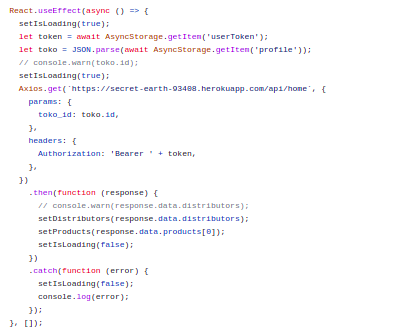 React.useEffect(async () => {
  setIsLoading(true);
  let token = await AsyncStorage.getItem('userToken');
  let toko = JSON.parse(await AsyncStorage.getItem('profile'));
  // console.warn(toko.id);
  setIsLoading(true);
  Axios.get(`https://secret-earth-93408.herokuapp.com/api/home`, {
    params: {
      toko_id: toko.id,
    },
    headers: {
      Authorization: 'Bearer ' + token,
    },
  })
    .then(function (response) {
      // console.warn(response.data.distributors);
      setDistributors(response.data.distributors);
      setProducts(response.data.products[0]);
      setIsLoading(false);
    })
    .catch(function (error) {
      setIsLoading(false);
      console.log(error);
    });
}, []);